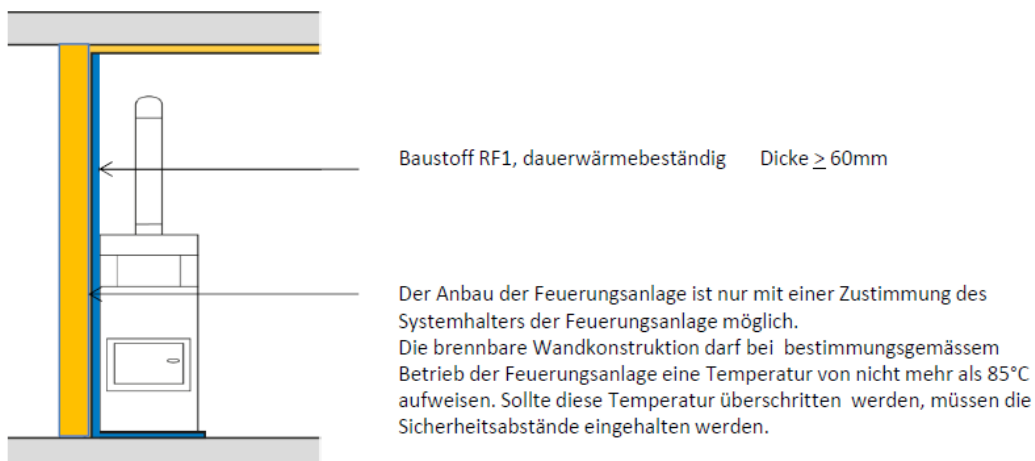 Baustoff RF1, dauerwärmebeständig Dicke ≥ 60mm
Der Anbau der Feuerungsanlage ist nur mit einer Zustimmung des
Systemhalters der Feuerungsanlage möglich.
Die brennbare Wandkonstruktion darf bei bestimmungsgemässem
Betrieb der Feuerungsanlage eine Temperatur von nicht mehr als 85°C
aufweisen. Sollte diese Temperatur überschritten werden, müssen die
Sicherheitsabstände eingehalten werden.